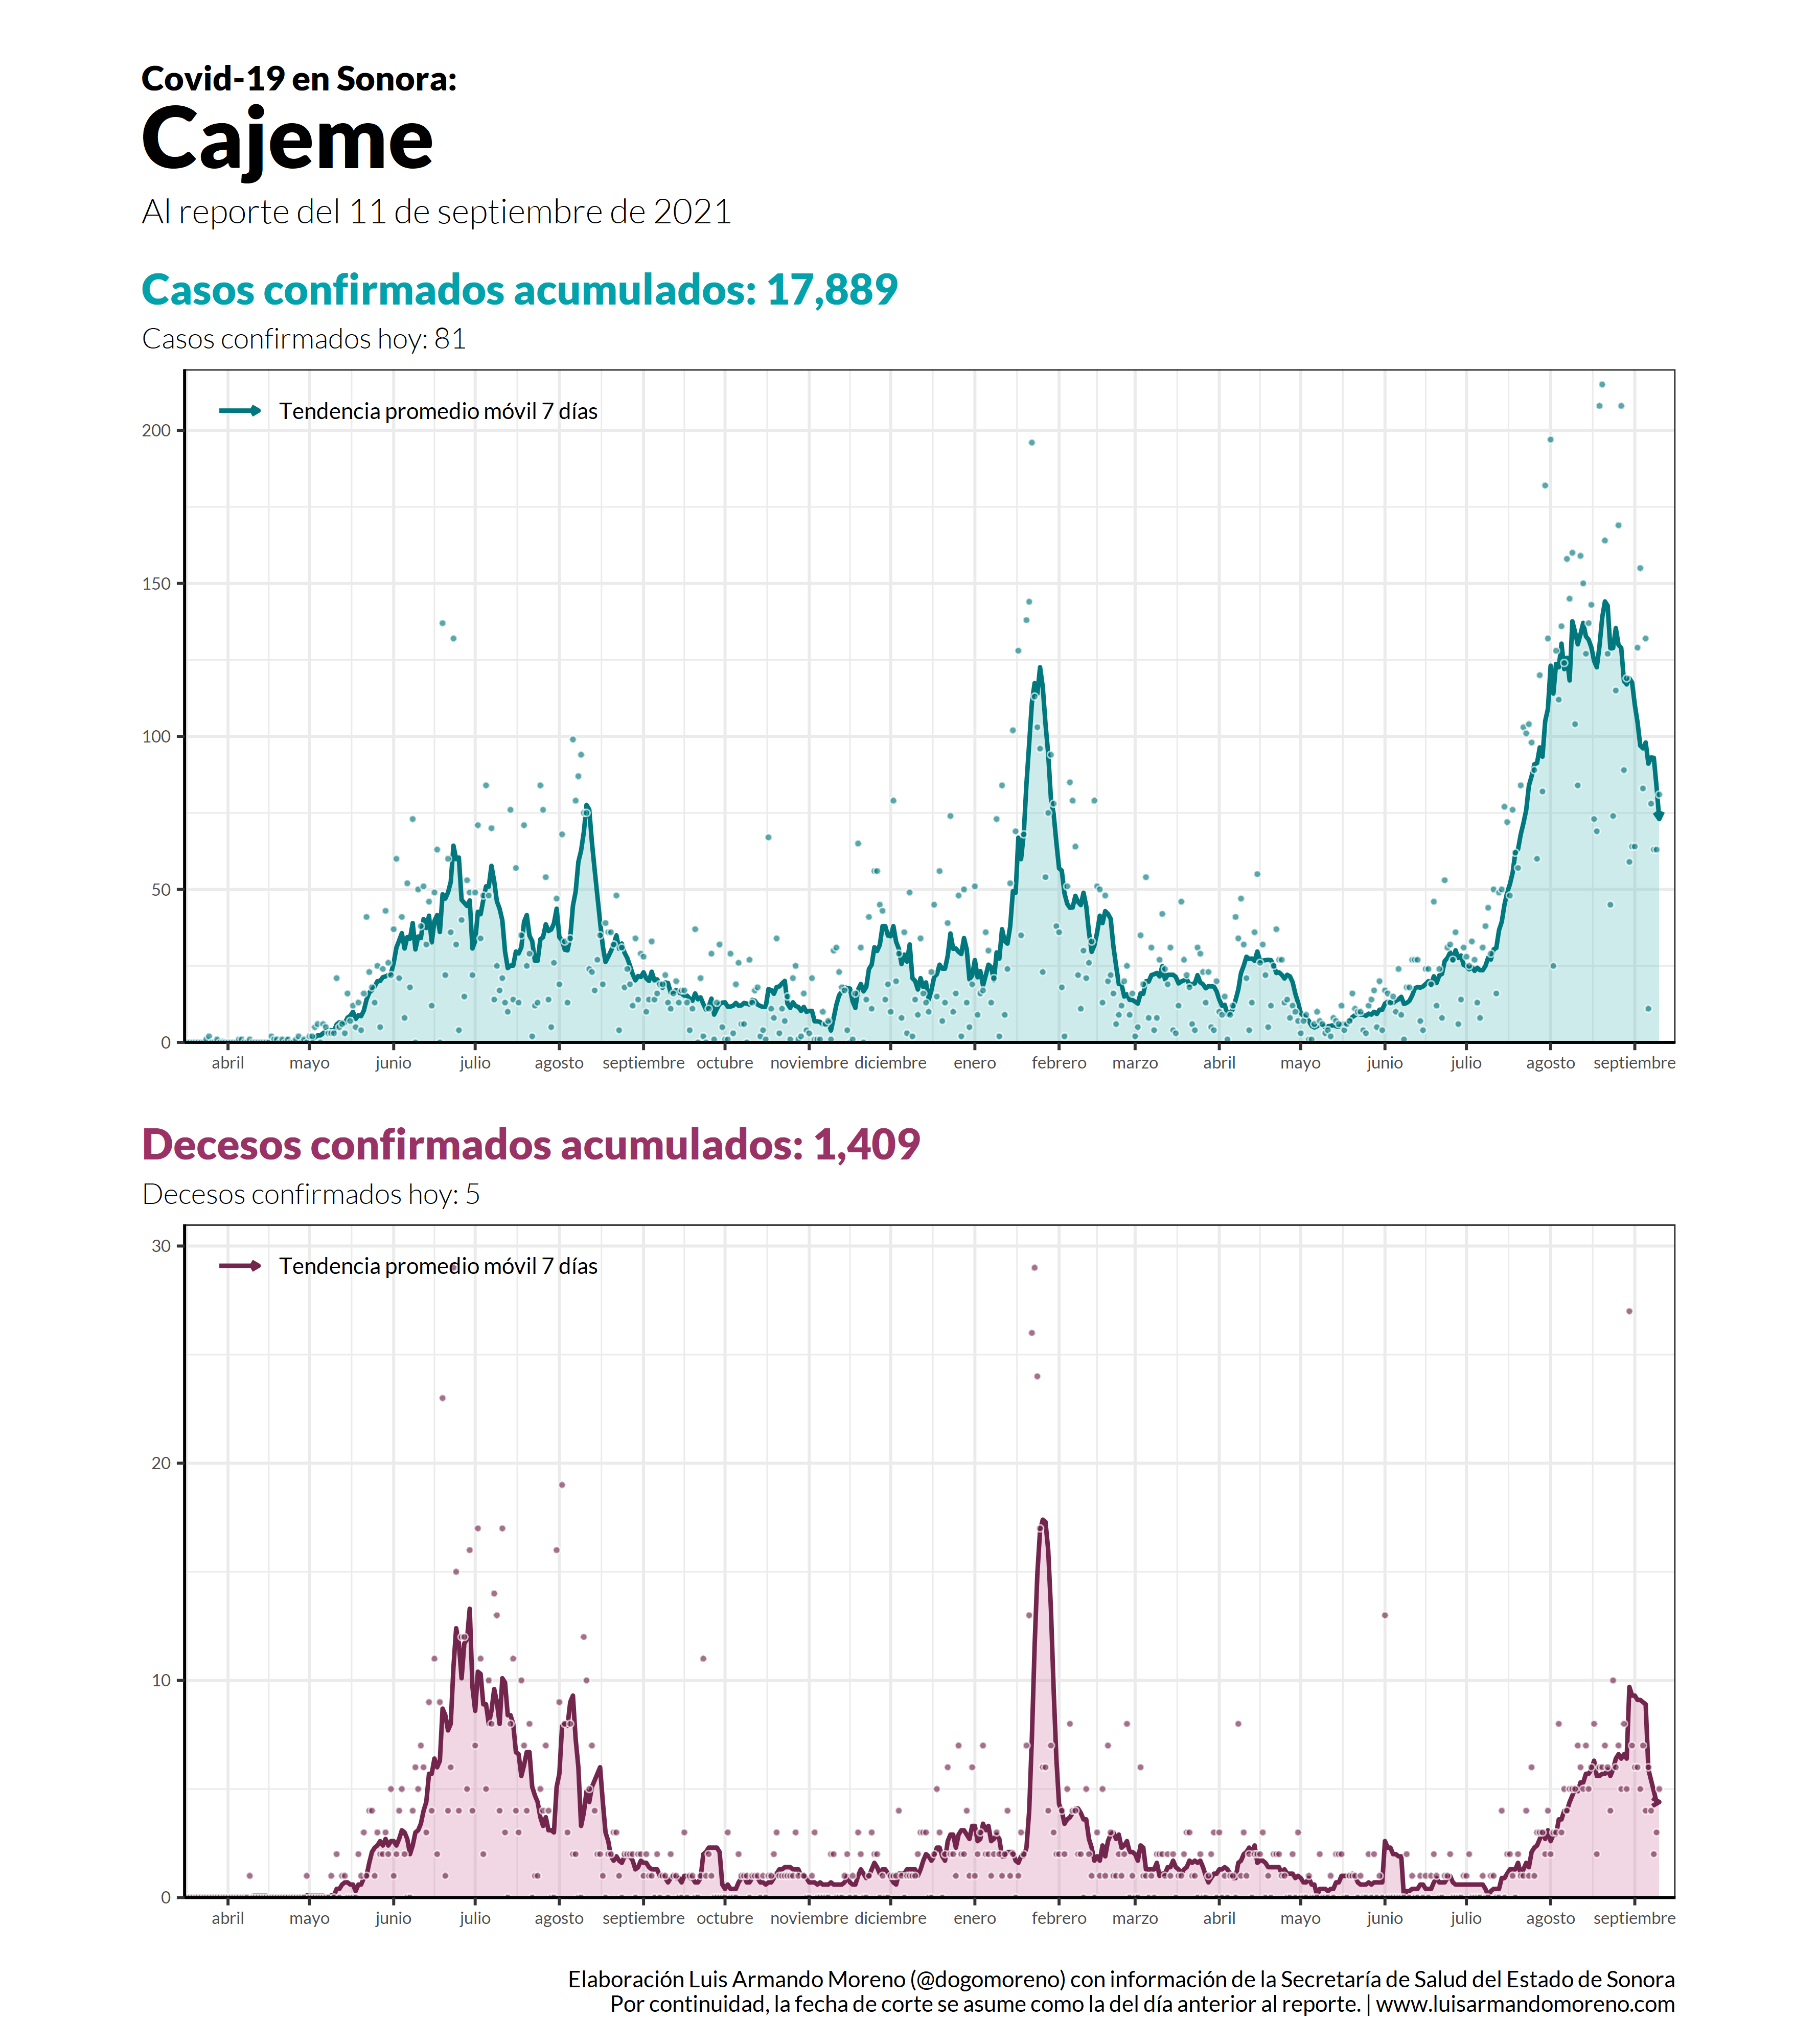 Covid-19 en Sonora:
Cajeme
Al reporte del 11 de septiembre de 2021
Casos confirmados acumulados: 17,889
Casos confirmados hoy: 81
Tendencia promedio móvil 7 días
200
150
100
50
0
abril mayo junio julio agosto septiembre octubre noviembre diciembre enero febrero marzo abril mayo junio julio agosto septiembre
Decesos confirmados acumulados: 1,409
Decesos confirmados hoy: 5
30
Tendencia promedio móvil 7 días
20
10
0
abril mayo junio julio agosto septiembre octubre noviembre diciembre enero febrero marzo abril mayo junio julio agosto septiembre
Elaboración Luis Armando Moreno (@dogomoreno) con información de la Secretaría de Salud del Estado de Sonora
Por continuidad, la fecha de corte se asume como la del día anterior al reporte. | www.luisarmandomoreno.com